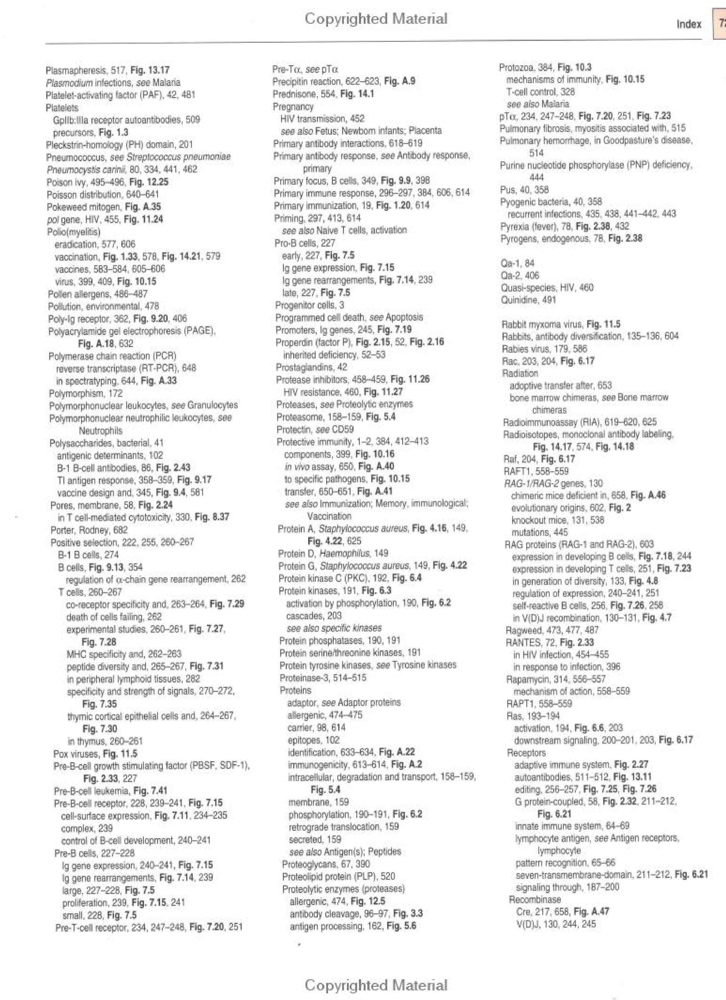 Copyrighted Material
Index
72
Plasmapheresis, 517, Fig. 13.17
Plasmodium infections, see Malaria
Platelet-activating factor (PAF), 42, 481
Platelets
GpIIb:IIIa receptor autoantibodies, 509
precursors, Fig. 1.3
Pleckstrin-homology (PH) domain, 201
Pneumococcus, see Streptococcus pneumoniae
Pneumocystis carinii, 80, 334, 441, 462
Poison ivy, 495–496, Fig. 12.25
Poisson distribution, 640–641
Pokeweed mitogen, Fig. A.35
pol gene, HIV, 455, Fig. 11.24
Polio(myelitis)
eradication, 577, 606
vaccination, Fig. 1.33, 578, Fig. 14.21, 579
vaccines, 583–584, 605–606
virus, 399, 409, Fig. 10.15
Pollen allergens, 486–487
Pollution, environmental, 478
Poly-Ig receptor, 362, Fig. 9.20, 406
Polyacrylamide gel electrophoresis (PAGE),
Fig. A.18, 632
Polymerase chain reaction (PCR)
reverse transcriptase (RT-PCR), 648
in spectratyping, 644, Fig. A.33
Polymorphism, 172
Polymorphonuclear leukocytes, see Granulocytes
Polymorphonuclear neutrophilic leukocytes, see
Neutrophils
Polysaccharides, bacterial, 41
antigenic determinants, 102
B-1 B-cell antibodies, 86, Fig. 2.43
TI antigen response, 358–359, Fig. 9.17
vaccine design and, 345, Fig. 9.4, 581
Pores, membrane, 58, Fig. 2.24
in T cell-mediated cytotoxicity, 330, Fig. 8.37
Porter, Rodney, 682
Positive selection, 222, 255, 260–267
B-1 B cells, 274
B cells, Fig. 9.13, 354
regulation of α-chain gene rearrangement, 262
T cells, 260–267
co-receptor specificity and, 263–264, Fig. 7.29
death of cells failing, 262
experimental studies, 260–261, Fig. 7.27,
Fig. 7.28
MHC specificity and, 262–263
peptide diversity and, 265–267, Fig. 7.31
in peripheral lymphoid tissues, 282
specificity and strength of signals, 270–272,
Fig. 7.35
thymic cortical epithelial cells and, 264–267,
Fig. 7.30
in thymus, 260–261
Pox viruses, Fig. 11.5
Pre-B-cell growth stimulating factor (PBSF, SDF-1),
Fig. 2.33, 227
Pre-B-cell leukemia, Fig. 7.41
Pre-B-cell receptor, 228, 239–241, Fig. 7.15
cell-surface expression, Fig. 7.11, 234–235
complex, 239
control of B-cell development, 240–241
Pre-B cells, 227–228
Ig gene expression, 240–241, Fig. 7.15
Ig gene rearrangements, Fig. 7.14, 239
large, 227–228, Fig. 7.5
proliferation, 239, Fig. 7.15, 241
small, 228, Fig. 7.5
Pre-T-cell receptor, 234, 247–248, Fig. 7.20, 251
Pre-Tα, see pTα
Precipitin reaction, 622–623, Fig. A.9
Prednisone, 554, Fig. 14.1
Pregnancy
HIV transmission, 452
see also Fetus; Newborn infants; Placenta
Primary antibody interactions, 618–619
Primary antibody response, see Antibody response,
primary
Primary focus, B cells, 349, Fig. 9.9, 398
Primary immune response, 296–297, 384, 606, 614
Primary immunization, 19, Fig. 1.20, 614
Priming, 297, 413, 614
see also Naive T cells, activation
Pro-B cells, 227
early, 227, Fig. 7.5
Ig gene expression, Fig. 7.15
Ig gene rearrangements, Fig. 7.14, 239
late, 227, Fig. 7.5
Progenitor cells, 3
Programmed cell death, see Apoptosis
Promoters, Ig genes, 245, Fig. 7.19
Properdin (factor P), Fig. 2.15, 52, Fig. 2.16
inherited deficiency, 52–53
Prostaglandins, 42
Protease inhibitors, 458–459, Fig. 11.26
HIV resistance, 460, Fig. 11.27
Proteases, see Proteolytic enzymes
Proteasome, 158–159, Fig. 5.4
Protectin, see CD59
Protective immunity, 1–2, 384, 412–413
components, 399, Fig. 10.16
in vivo assay, 650, Fig. A.40
to specific pathogens, Fig. 10.15
transfer, 650–651, Fig. A.41
see also Immunization; Memory, immunological;
Vaccination
Protein A, Staphylococcus aureus, Fig. 4.16, 149,
Fig. 4.22, 625
Protein D, Haemophilus, 149
Protein G, Staphylococcus aureus, 149, Fig. 4.22
Protein kinase C (PKC), 192, Fig. 6.4
Protein kinases, 191, Fig. 6.3
activation by phosphorylation, 190, Fig. 6.2
cascades, 203
see also specific kinases
Protein phosphatases, 190, 191
Protein serine/threonine kinases, 191
Protein tyrosine kinases, see Tyrosine kinases
Proteinase-3, 514–515
Proteins
adaptor, see Adaptor proteins
allergenic, 474–475
carrier, 98, 614
epitopes, 102
identification, 633–634, Fig. A.22
immunogenicity, 613–614, Fig. A.2
intracellular, degradation and transport, 158–159,
Fig. 5.4
membrane, 159
phosphorylation, 190–191, Fig. 6.2
retrograde translocation, 159
secreted, 159
see also Antigen(s); Peptides
Proteoglycans, 67, 390
Proteolipid protein (PLP), 520
Proteolytic enzymes (proteases)
allergenic, 474, Fig. 12.5
antibody cleavage, 96–97, Fig. 3.3
antigen processing, 162, Fig. 5.6
Protozoa, 384, Fig. 10.3
mechanisms of immunity, Fig. 10.15
T-cell control, 328
see also Malaria
pTα, 234, 247–248, Fig. 7.20, 251, Fig. 7.23
Pulmonary fibrosis, myositis associated with, 515
Pulmonary hemorrhage, in Goodpasture's disease,
514
Purine nucleotide phosphorylase (PNP) deficiency,
444
Pus, 40, 358
Pyogenic bacteria, 40, 358
recurrent infections, 435, 438, 441–442, 443
Pyrexia (fever), 78, Fig. 2.38, 432
Pyrogens, endogenous, 78, Fig. 2.38
Qa-1, 84
Qa-2, 406
Quasi-species, HIV, 460
Quinidine, 491
Rabbit myxoma virus, Fig. 11.5
Rabbits, antibody diversification, 135–136, 604
Rabies virus, 179, 586
Rac, 203, 204, Fig. 6.17
Radiation
adoptive transfer after, 653
bone marrow chimeras, see Bone marrow
chimeras
Radioimmunoassay (RIA), 619–620, 625
Radioisotopes, monoclonal antibody labeling,
Fig. 14.17, 574, Fig. 14.18
Raf, 204, Fig. 6.17
RAFT1, 558–559
RAG-1/RAG-2 genes, 130
chimeric mice deficient in, 658, Fig. A.46
evolutionary origins, 602, Fig. 2
knockout mice, 131, 538
mutations, 445
RAG proteins (RAG-1 and RAG-2), 603
expression in developing B cells, Fig. 7.18, 244
expression in developing T cells, 251, Fig. 7.23
in generation of diversity, 133, Fig. 4.8
regulation of expression, 240–241, 251
self-reactive B cells, 256, Fig. 7.26, 258
in V(D)J recombination, 130–131, Fig. 4.7
Ragweed, 473, 477, 487
RANTES, 72, Fig. 2.33
in HIV infection, 454–455
in response to infection, 396
Rapamycin, 314, 556–557
mechanism of action, 558–559
RAPT1, 558–559
Ras, 193–194
activation, 194, Fig. 6.6, 203
downstream signaling, 200–201, 203, Fig. 6.17
Receptors
adaptive immune system, Fig. 2.27
autoantibodies, 511–512, Fig. 13.11
editing, 256–257, Fig. 7.25, Fig. 7.26
G protein-coupled, 58, Fig. 2.32, 211–212,
Fig. 6.21
innate immune system, 64–69
lymphocyte antigen, see Antigen receptors,
lymphocyte
pattern recognition, 65–66
seven-transmembrane-domain, 211–212, Fig. 6.21
signaling through, 187–200
Recombinase
Cre, 217, 658, Fig. A.47
V(D)J, 130, 244, 245
Copyrighted Material